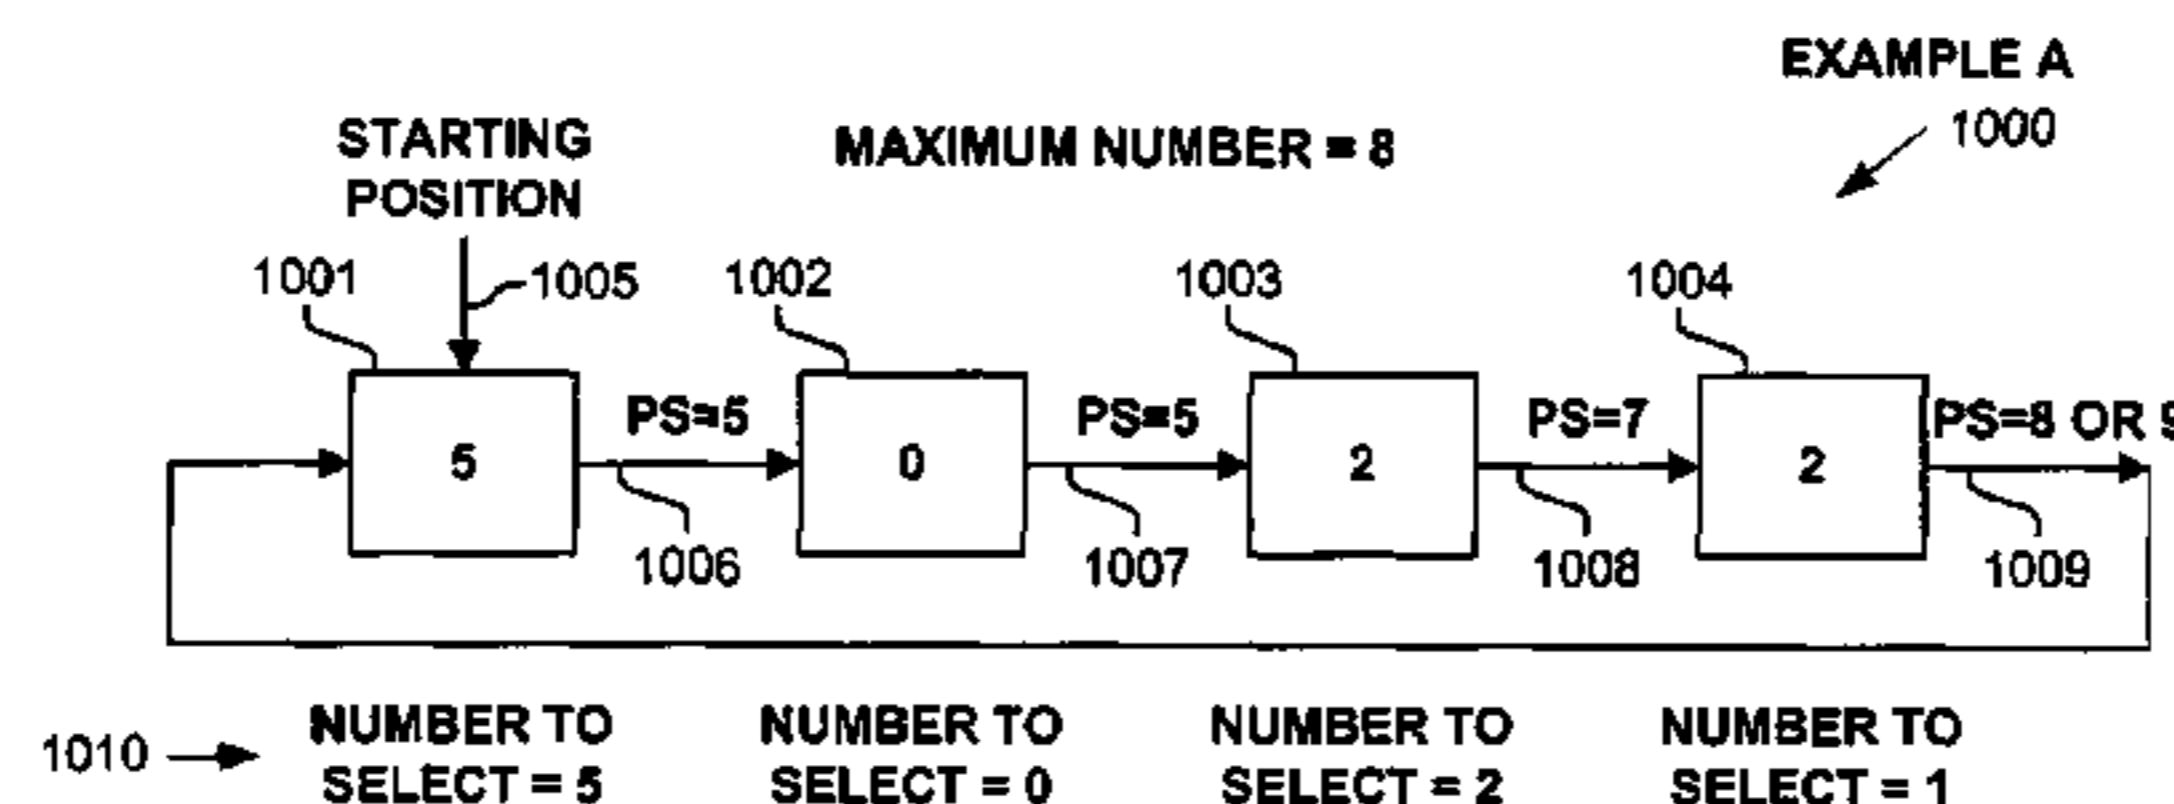 EXAMPLE A
1000
STARTING
POSITION
MAXIMUM NUMBER = 8
1001
1005
1002
1003
1004
PS=5
PS=5
PS=7
PS=8 OR 9
5
0
2
2
1006
1007
1008
1009
1010
NUMBER TO
SELECT = 5
NUMBER TO
SELECT = 0
NUMBER TO
SELECT = 2
NUMBER TO
SELECT = 1